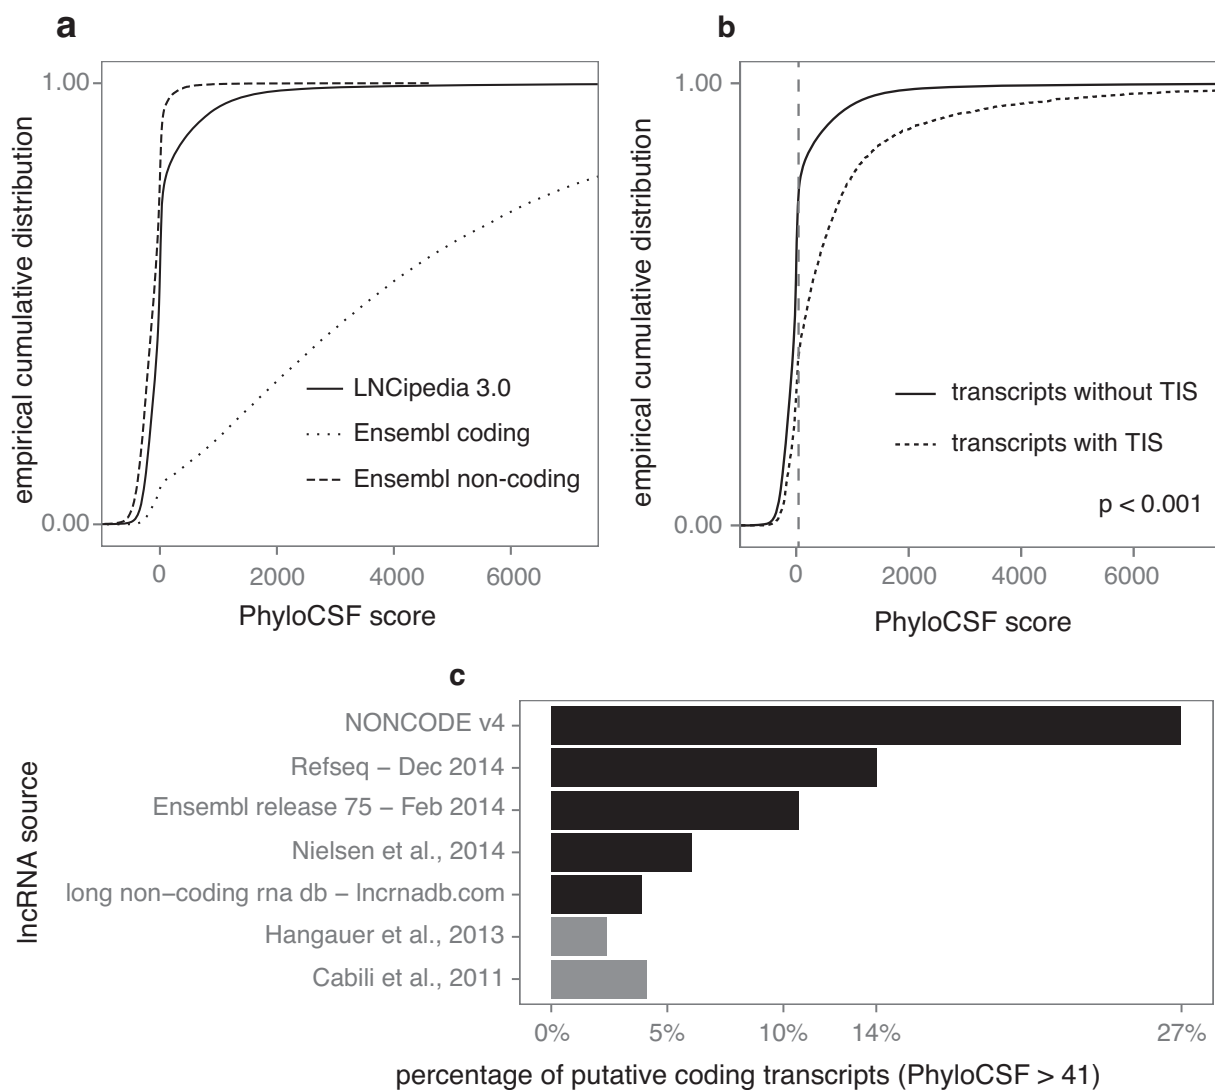 a
empirical cumulative distribution
1.00
0.00
LNCipedia 3.0
Ensembl coding
Ensembl non-coding
0 2000 4000 6000
PhyloCSF score
b
empirical cumulative distribution
1.00
0.00
transcripts without TIS
transcripts with TIS
p < 0.001
0 2000 4000 6000
PhyloCSF score
c
lncRNA source
NONCODE v4
Refseq – Dec 2014
Ensembl release 75 – Feb 2014
Nielsen et al., 2014
long non–coding rna db – lncrnadb.com
Hangauer et al., 2013
Cabili et al., 2011
0% 5% 10% 14% 27%
percentage of putative coding transcripts (PhyloCSF > 41)